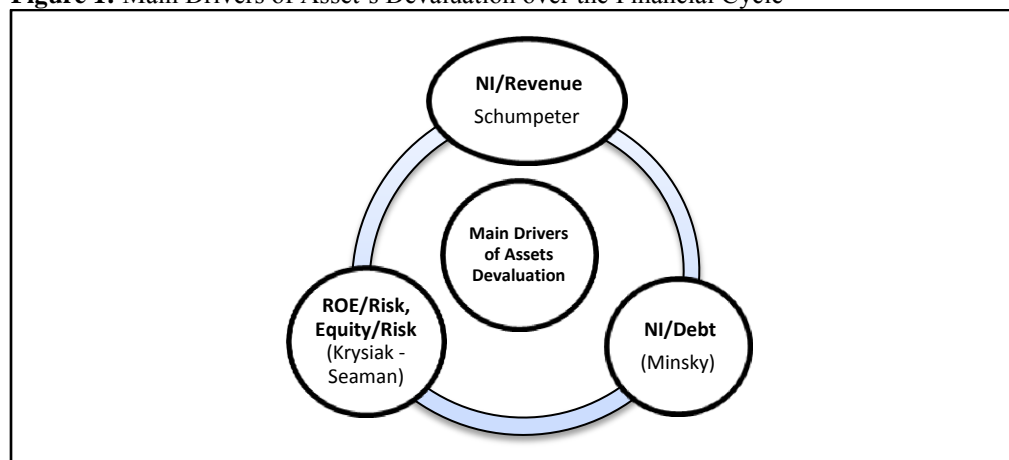 Figure 1: Main Drivers of Asset's Devaluation over the Financial Cycle
NI/Revenue
Schumpeter
Main Drivers
of Assets
Devaluation
ROE/Risk,
Equity/Risk
(Krysiak -
Seaman)
NI/Debt
(Minsky)